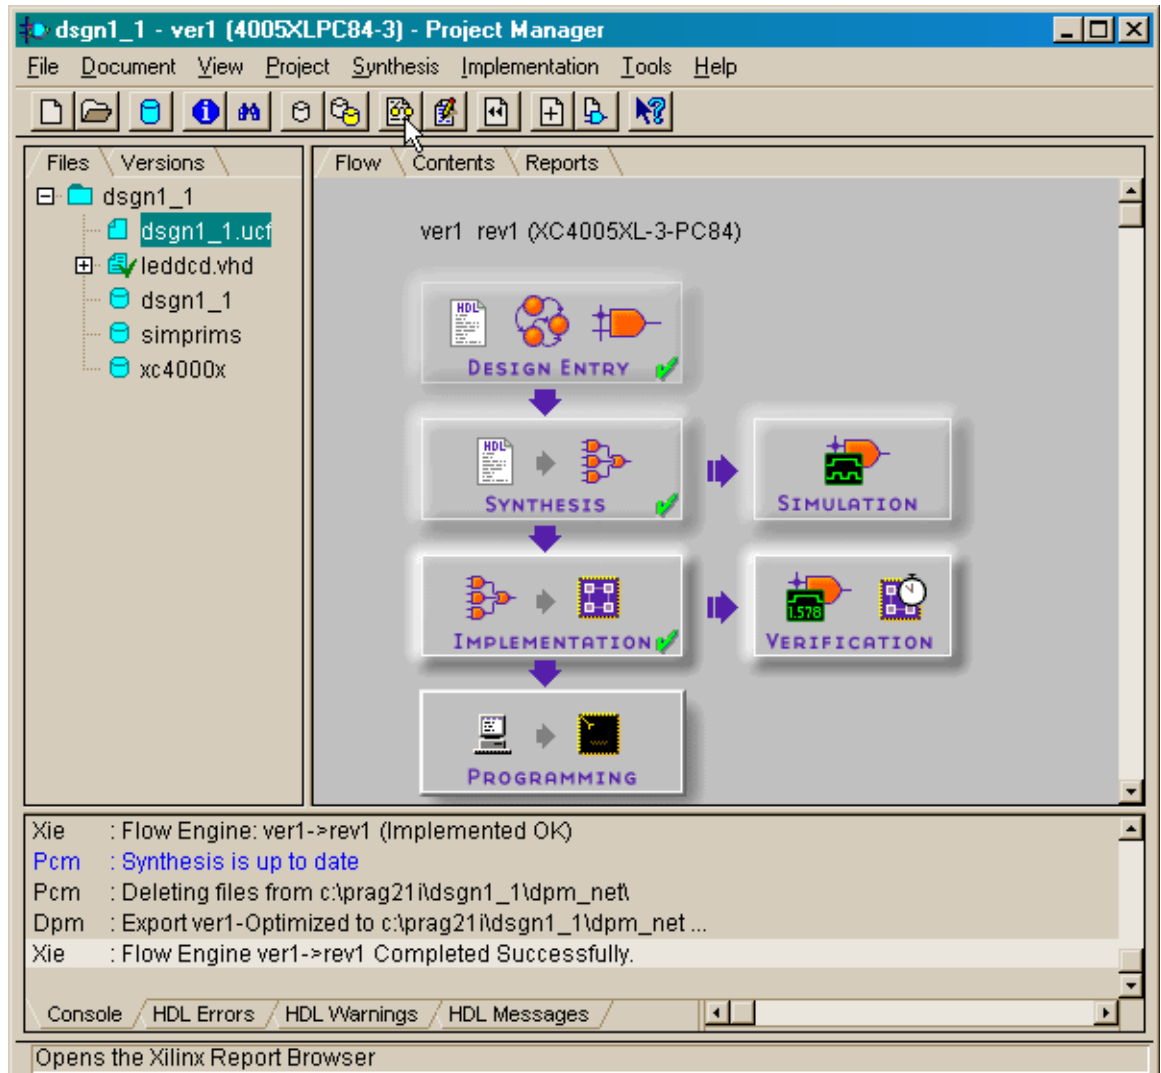 dsgn1_1 - ver1 (4005XLPC84-3) - Project Manager
File Document View Project Synthesis Implementation Tools Help
Files Versions
Flow Contents Reports
dsgn1_1
dsgn1_1.ucf
leddcd.vhd
dsgn1_1
simprims
xc4000x
ver1 rev1 (XC4005XL-3-PC84)
HDL
DESIGN ENTRY
HDL
SYNTHESIS
SIMULATION
IMPLEMENTATION
1.578
VERIFICATION
PROGRAMMING
Xie : Flow Engine: ver1->rev1 (Implemented OK)
Pcm : Synthesis is up to date
Pcm : Deleting files from c:\prag21i\dsgn1_1\dpm_net\
Dpm : Export ver1-Optimized to c:\prag21i\dsgn1_1\dpm_net ...
Xie : Flow Engine ver1->rev1 Completed Successfully.
Console HDL Errors HDL Warnings HDL Messages
Opens the Xilinx Report Browser